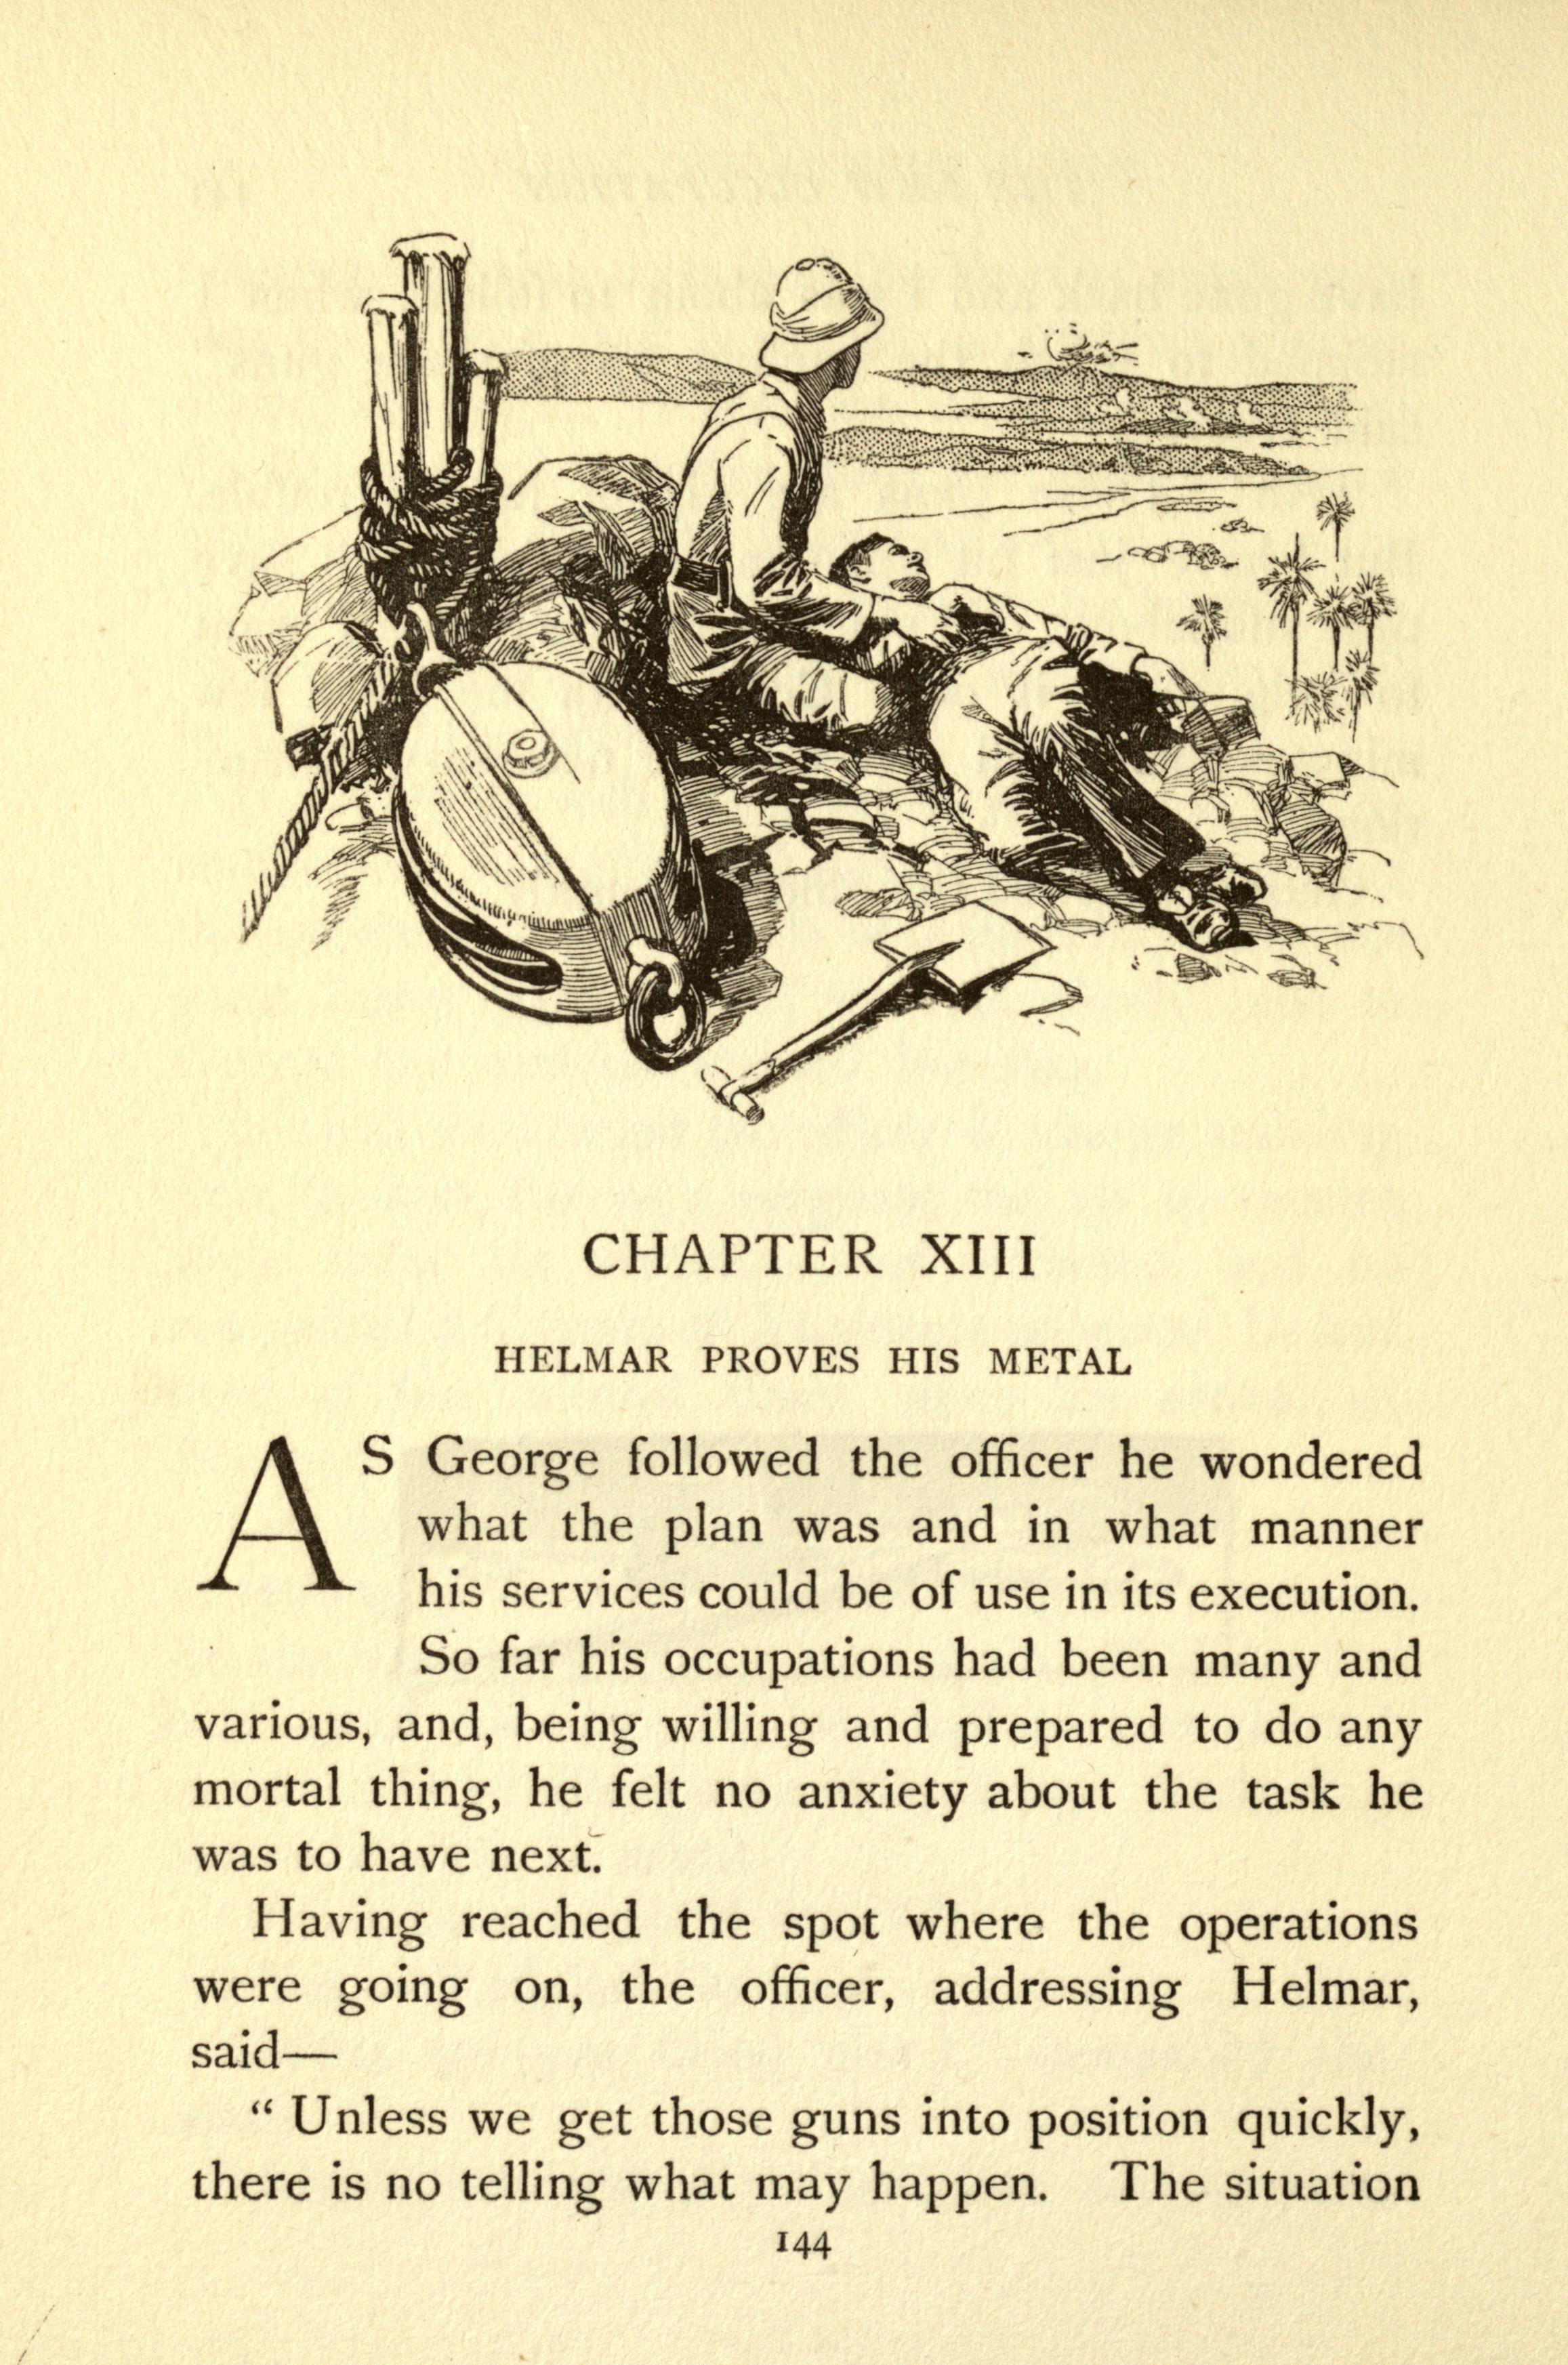 CHAPTER XIII
HELMAR PROVES HIS METAL
AS George followed the officer he wondered
what the plan was and in what manner
his services could be of use in its execution.
So far his occupations had been many and
various, and, being willing and prepared to do any
mortal thing, he felt no anxiety about the task he
was to have next.
Having reached the spot where the operations
were going on, the officer, addressing Helmar,
said—
“ Unless we get those guns into position quickly,
there is no telling what may happen. The situation
144